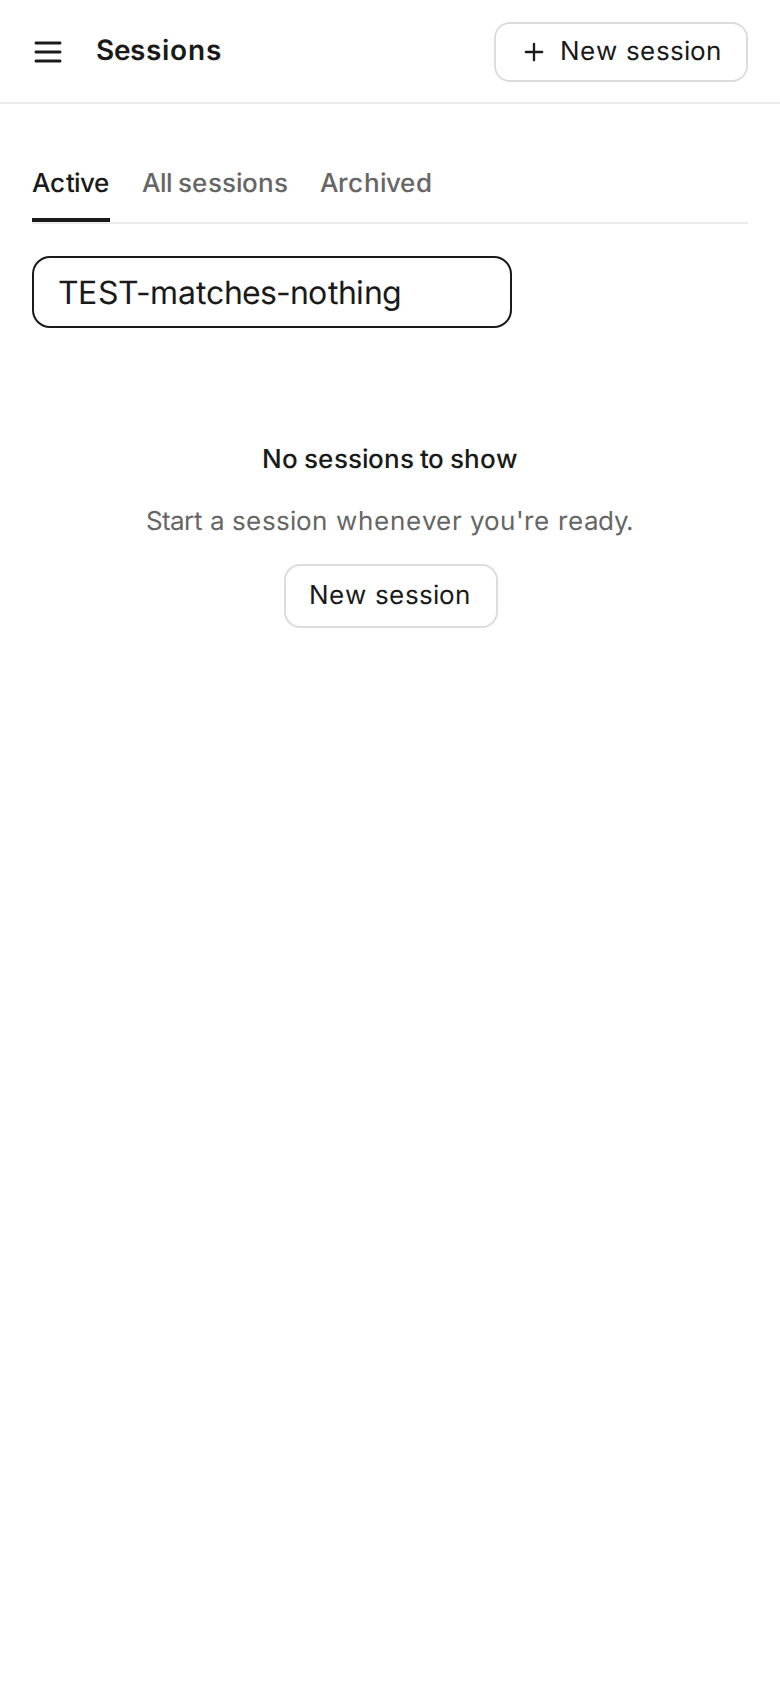 Sessions
New session
Active All sessions Archived
TEST-matches-nothing
No sessions to show
Start a session whenever you're ready.
New session